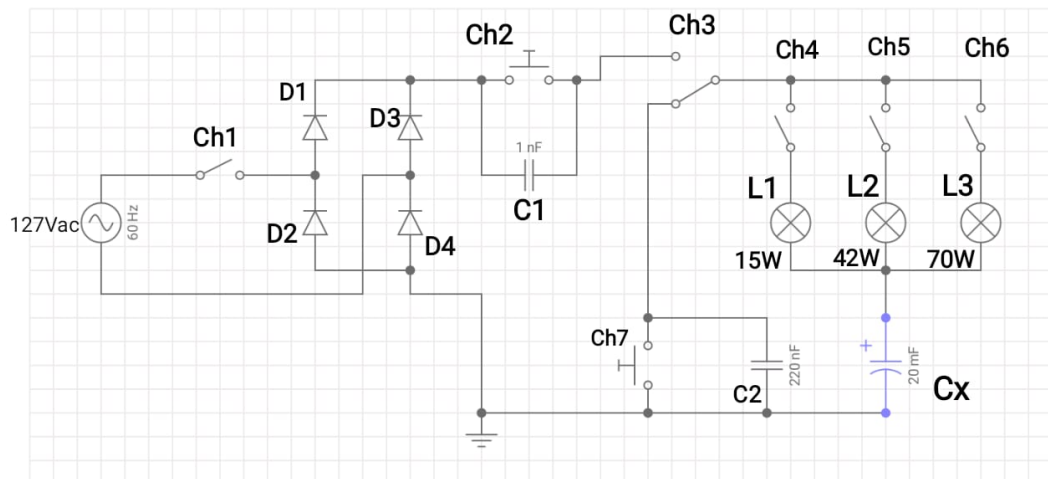 Ch2
Ch3
Ch4
Ch5
Ch6
D1
D3
Ch1
1 nF
C1
L1
L2
L3
127Vac
60 Hz
D2
D4
15W
42W
70W
Ch7
C2
220 nF
+
20 mF
Cx